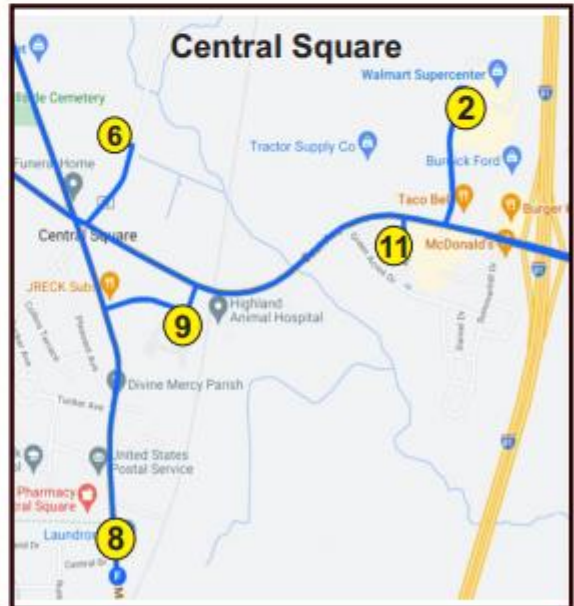 Central Square
Walmart Supercenter
2
Cemetery
6
Tractor Supply Co
Burdick Ford
Funeral Home
Taco Bel
Burger
Central Square
11
McDonald's
JRECK Subs
Highland
Animal Hospital
9
Divine Mercy Parish
Tucker Ave
United States
Postal Service
Pharmacy
Laundro
8
Central Dr
M